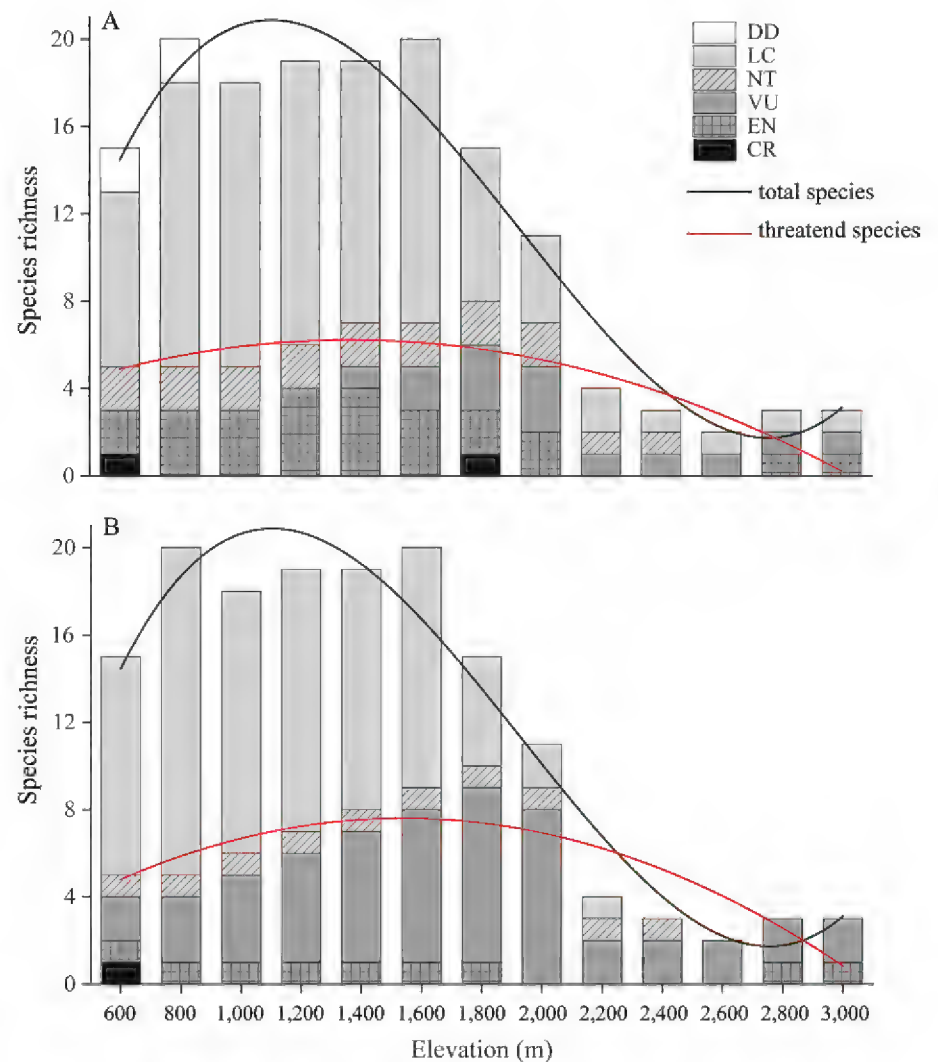 A
DD
LC
NT
VU
EN
CR
total species
threatend species
20
16
12
8
4
0
Species richness
B
20
16
12
8
4
0
Species richness
600 800 1,000 1,200 1,400 1,600 1,800 2,000 2,200 2,400 2,600 2,800 3,000
Elevation (m)